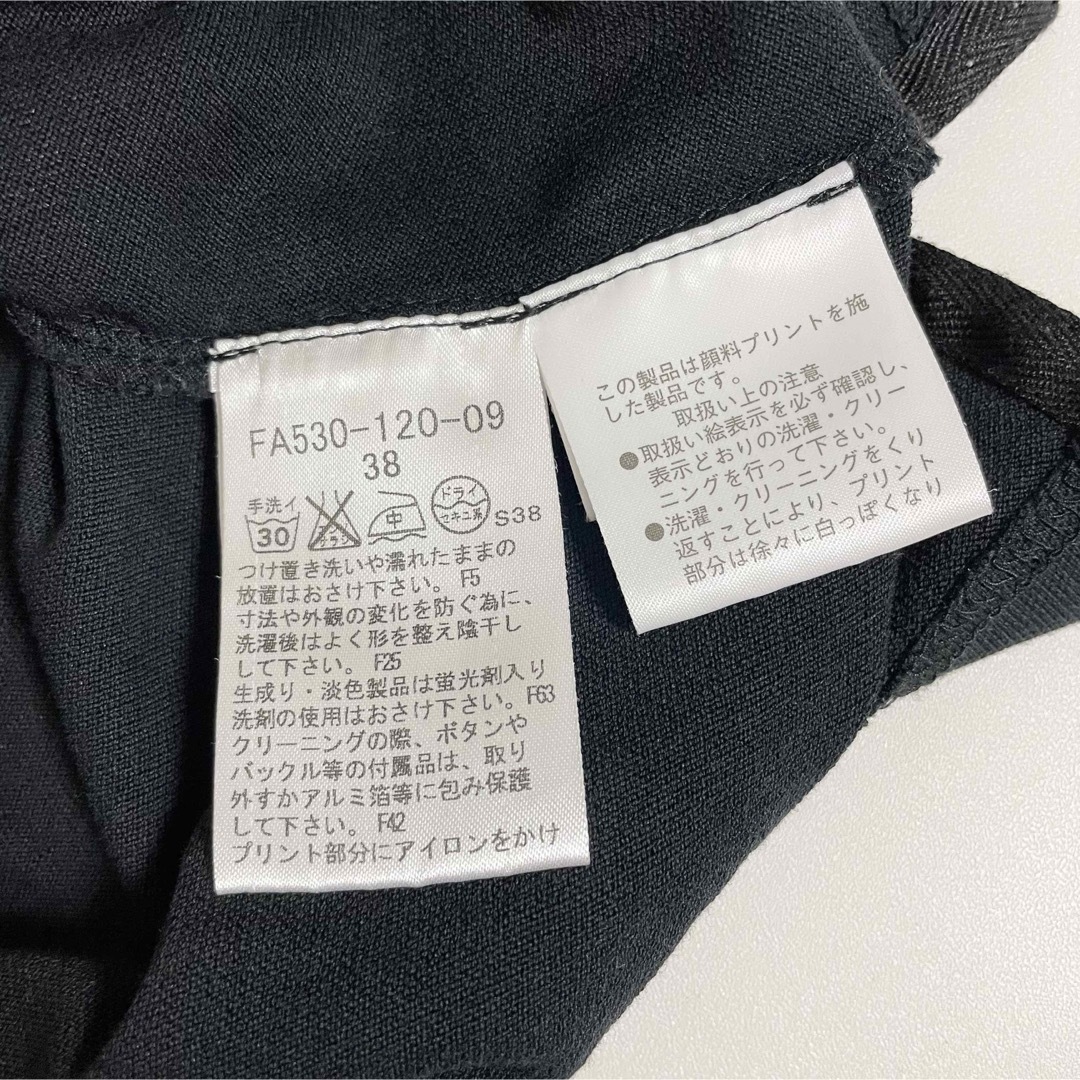 FA530-120-09
38
手洗イ
30
エンソ
サラシ
中
ドライ
セキユ系
S38
つけ置き洗いや濡れたままの
放置はおさけ下さい。 F5
寸法や外観の変化を防ぐ為に、
洗濯後はよく形を整え陰干し
して下さい。 F25
生成り・淡色製品は蛍光剤入り
洗剤の使用はおさけ下さい。 F63
クリーニングの際、ボタンや
バックル等の付属品は、取り
外すかアルミ箔等に包み保護
して下さい。 F42
プリント部分にアイロンをかけ
この製品は顔料プリントを施
した製品です。
取扱い上の注意
●取扱い絵表示を必ず確認し、
表示どおりの洗濯・クリー
ニングを行って下さい。
●洗濯・クリーニングをくり
返すことにより、プリント
部分は徐々に白っぽくなり